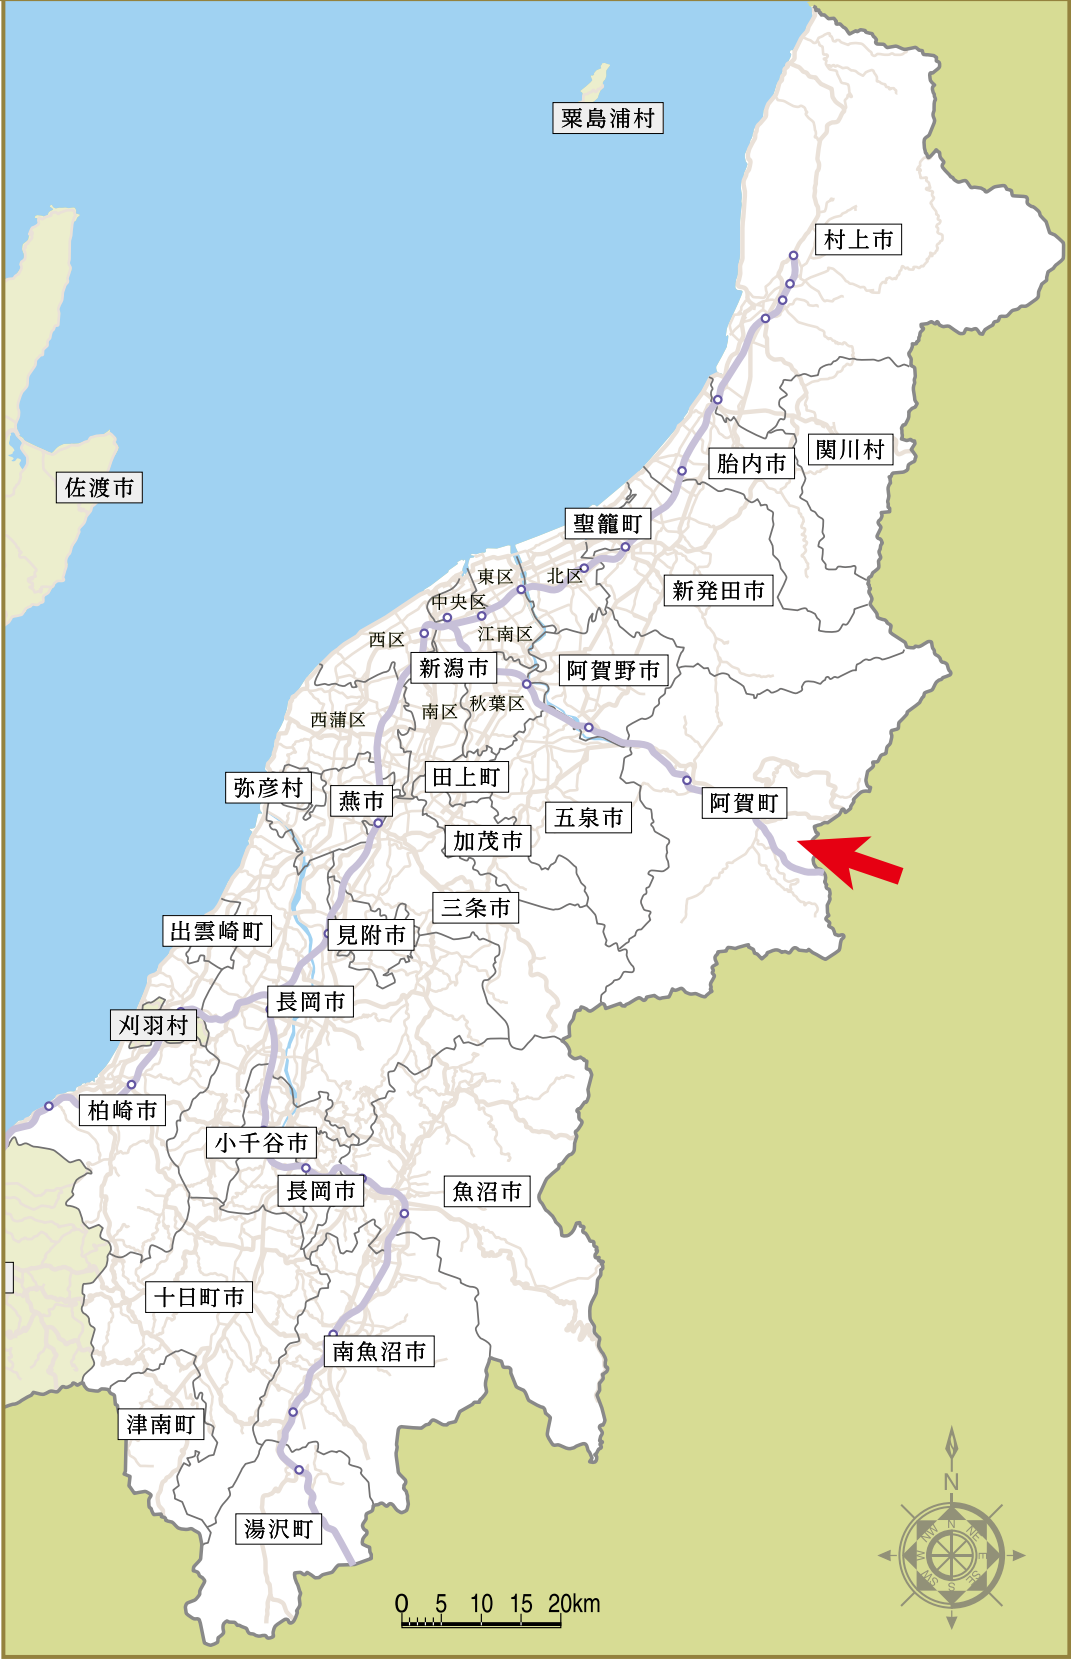 粟島浦村
村上市
関川村
胎内市
佐渡市
聖籠町
東区
北区
新発田市
中央区
西区
江南区
新潟市
阿賀野市
秋葉区
南区
西蒲区
田上町
弥彦村
燕市
阿賀町
五泉市
加茂市
三条市
出雲崎町
見附市
長岡市
刈羽村
柏崎市
小千谷市
長岡市
魚沼市
十日町市
南魚沼市
津南町
湯沢町
N
N
NE
E
SE
S
SW
W
NW
0 5 10 15 20km